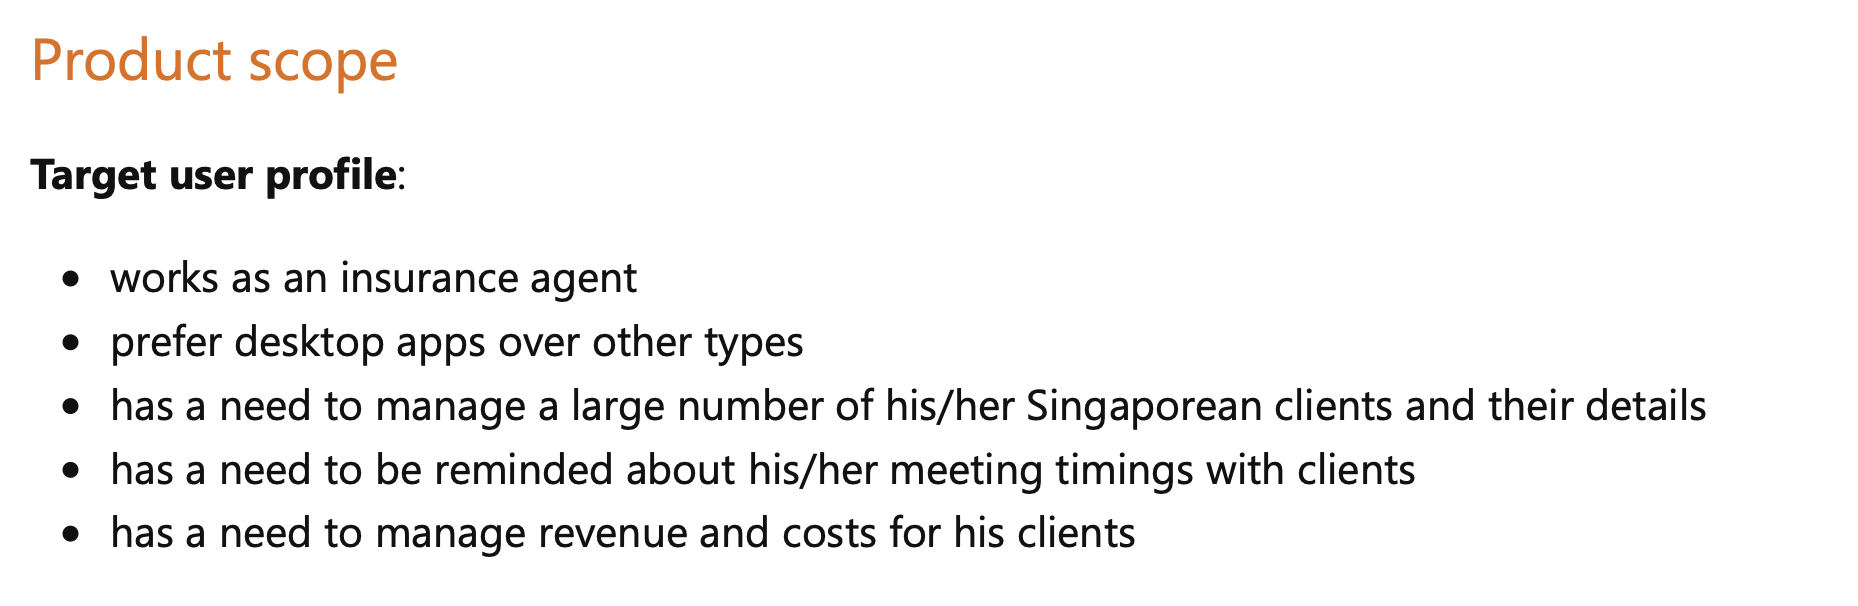 Product scope
Target user profile:
• works as an insurance agent
• prefer desktop apps over other types
• has a need to manage a large number of his/her Singaporean clients and their details
• has a need to be reminded about his/her meeting timings with clients
• has a need to manage revenue and costs for his clients